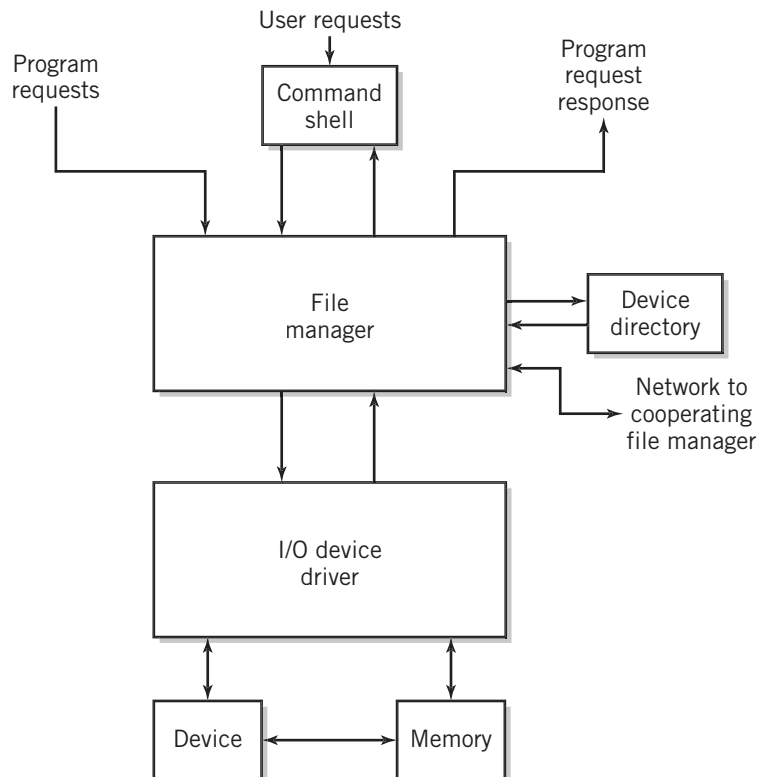 User requests
Program
requests
Command
shell
Program
request
response
File
manager
Device
directory
Network to
cooperating
file manager
I/O device
driver
Device
Memory